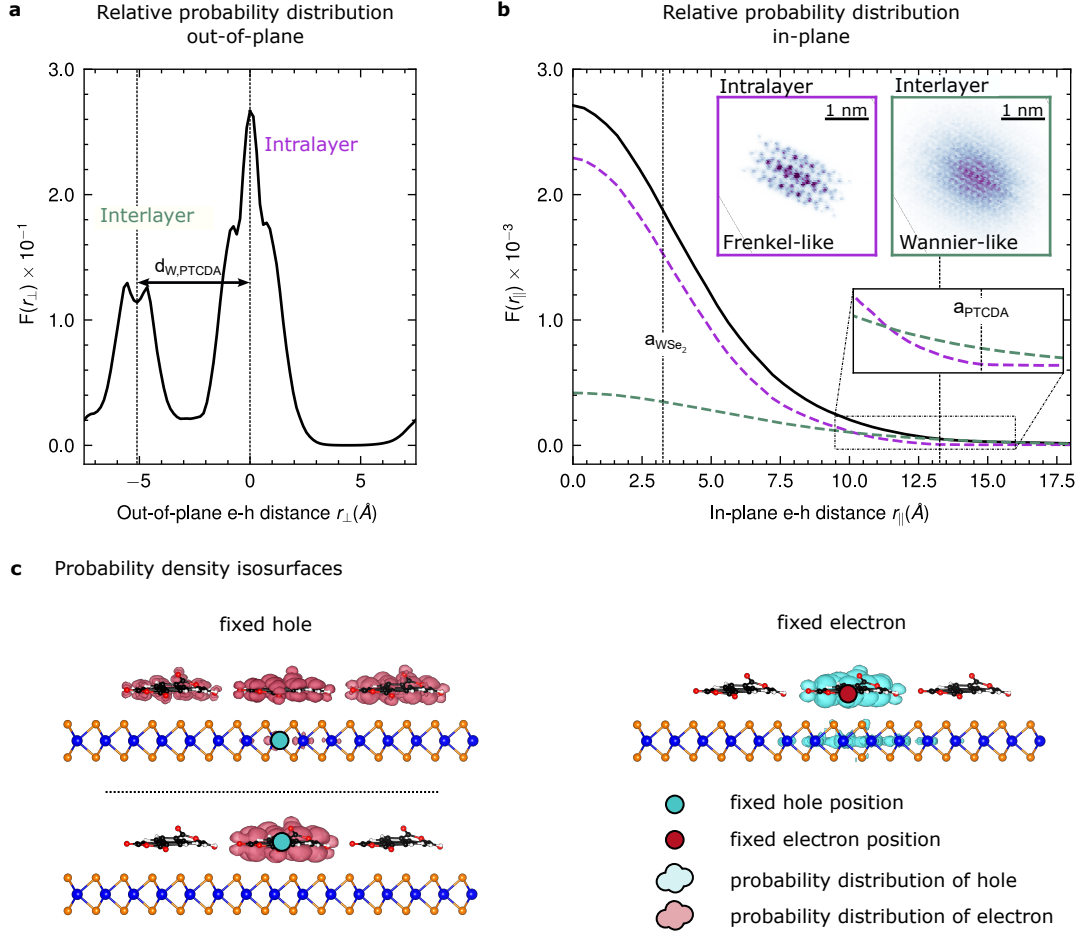 a
Relative probability distribution
out-of-plane
3.0
2.0
1.0
0.0
F(r⊥) × 10⁻¹
Interlayer
Intralayer
d_W,PTCDA
−5
0
5
Out-of-plane e-h distance r⊥(Å)
b
Relative probability distribution
in-plane
3.0
2.0
1.0
0.0
F(r∥) × 10⁻³
Intralayer
1 nm
Frenkel-like
Interlayer
1 nm
Wannier-like
a_WSe₂
a_PTCDA
0.0
2.5
5.0
7.5
10.0
12.5
15.0
17.5
In-plane e-h distance r∥(Å)
c
Probability density isosurfaces
fixed hole
fixed electron
fixed hole position
fixed electron position
probability distribution of hole
probability distribution of electron